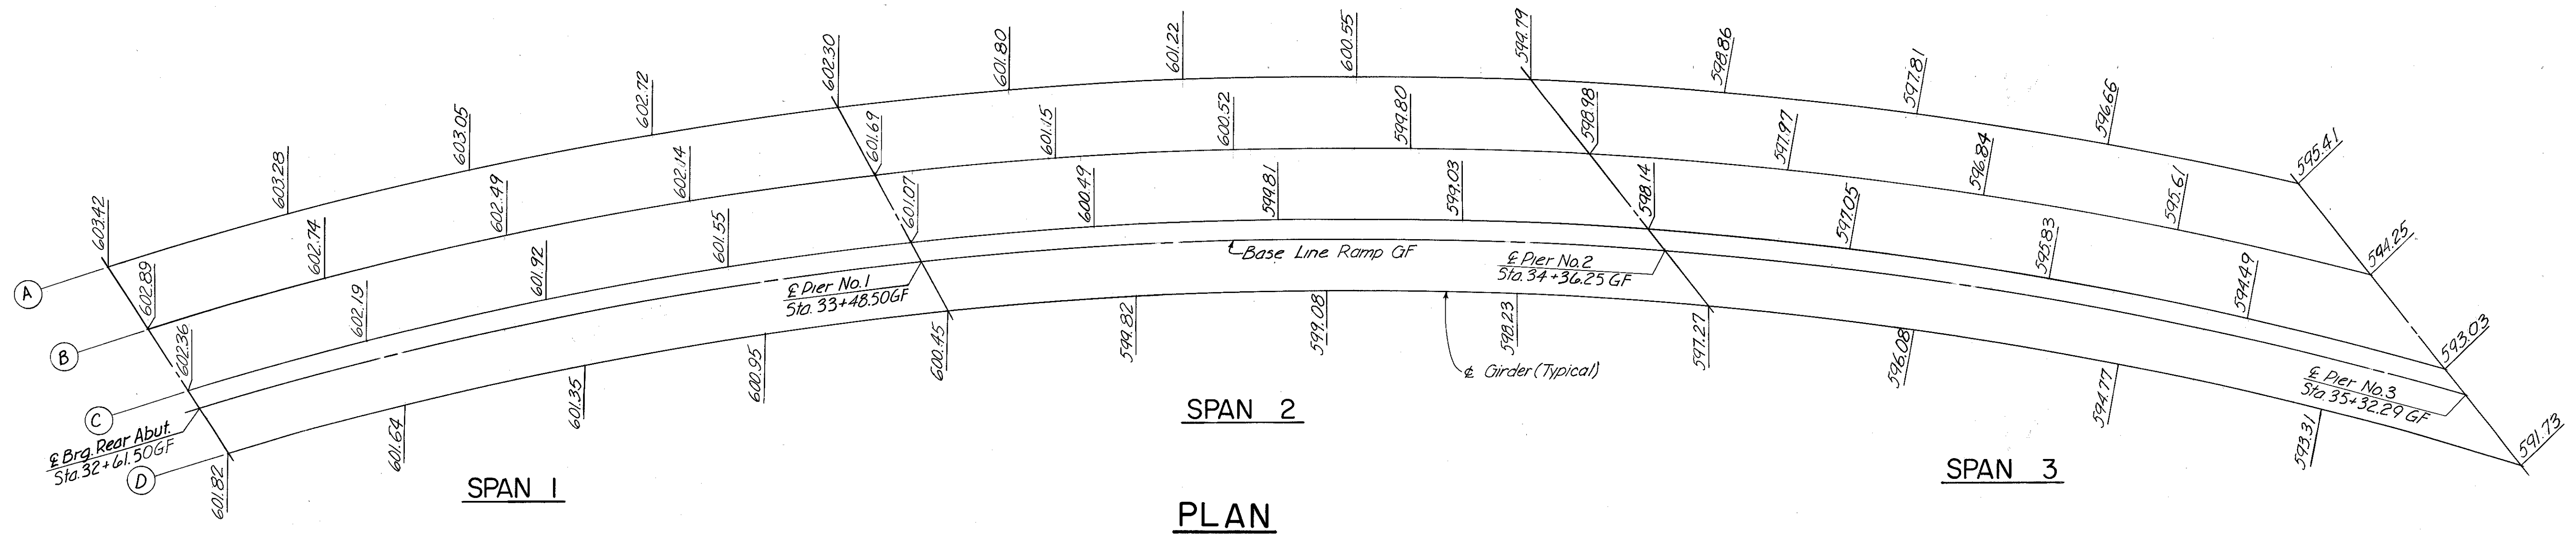 603.42
603.28
603.05
602.72
602.30
601.80
601.22
600.55
599.79
598.86
597.81
596.66
595.41
A
602.89
602.74
602.49
602.14
601.69
601.15
600.52
599.80
598.98
597.97
596.84
595.61
594.25
B
602.36
602.19
601.92
601.55
601.07
600.49
599.81
599.03
598.14
597.05
595.83
594.49
593.03
C
℄ Brg. Rear Abut.
Sta. 32+61.50GF
℄ Pier No.1
Sta. 33+48.50GF
Base Line Ramp GF
℄ Pier No.2
Sta. 34+36.25 GF
℄ Pier No.3
Sta. 35+32.29 GF
D
601.82
601.64
601.35
600.95
600.45
599.82
599.08
598.23
597.27
596.08
594.77
593.31
591.73
℄ Girder (Typical)
SPAN 1
SPAN 2
SPAN 3
PLAN